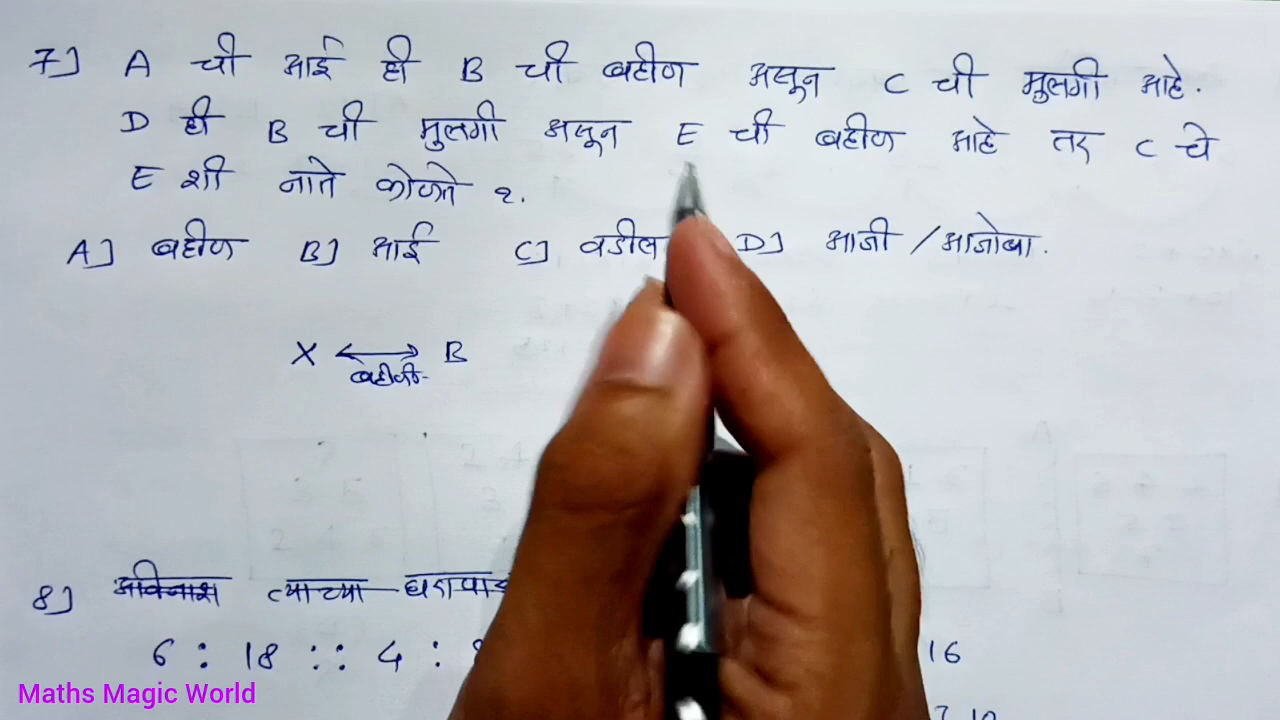 7] A ची आई ही B ची बहीण असून C ची मुलगी आहे.
D ही B ची मुलगी असून E ची बहीण आहे तर C चे
E शी नाते कोणते ?.
A] बहीण B] आई C] वडील D] आजी / आजोबा.
X ↔ B
बहीण
8] अविनाश त्याच्या
6 : 18 :: 4 : 16
Maths Magic World